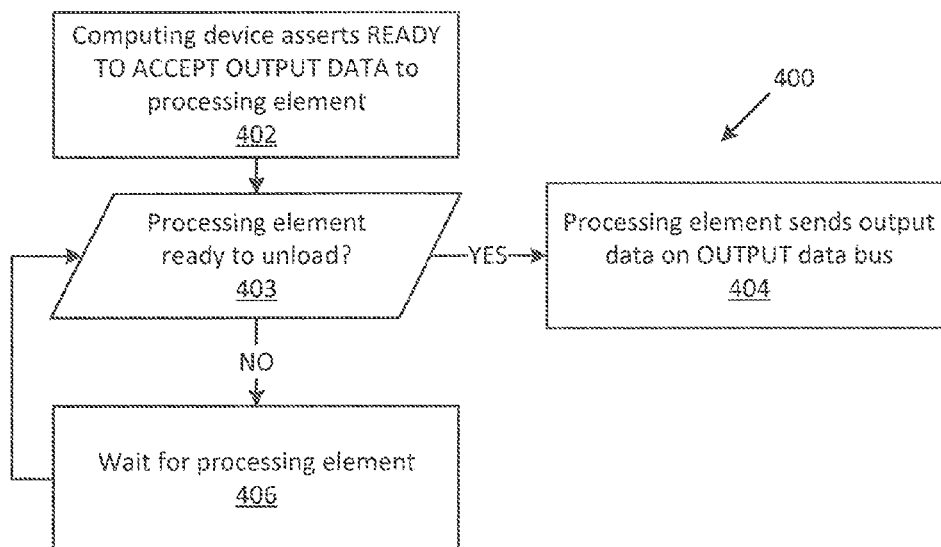 Computing device asserts READY
TO ACCEPT OUTPUT DATA to
processing element
402
400
Processing element
ready to unload?
403
YES
Processing element sends output
data on OUTPUT data bus
404
NO
Wait for processing element
406